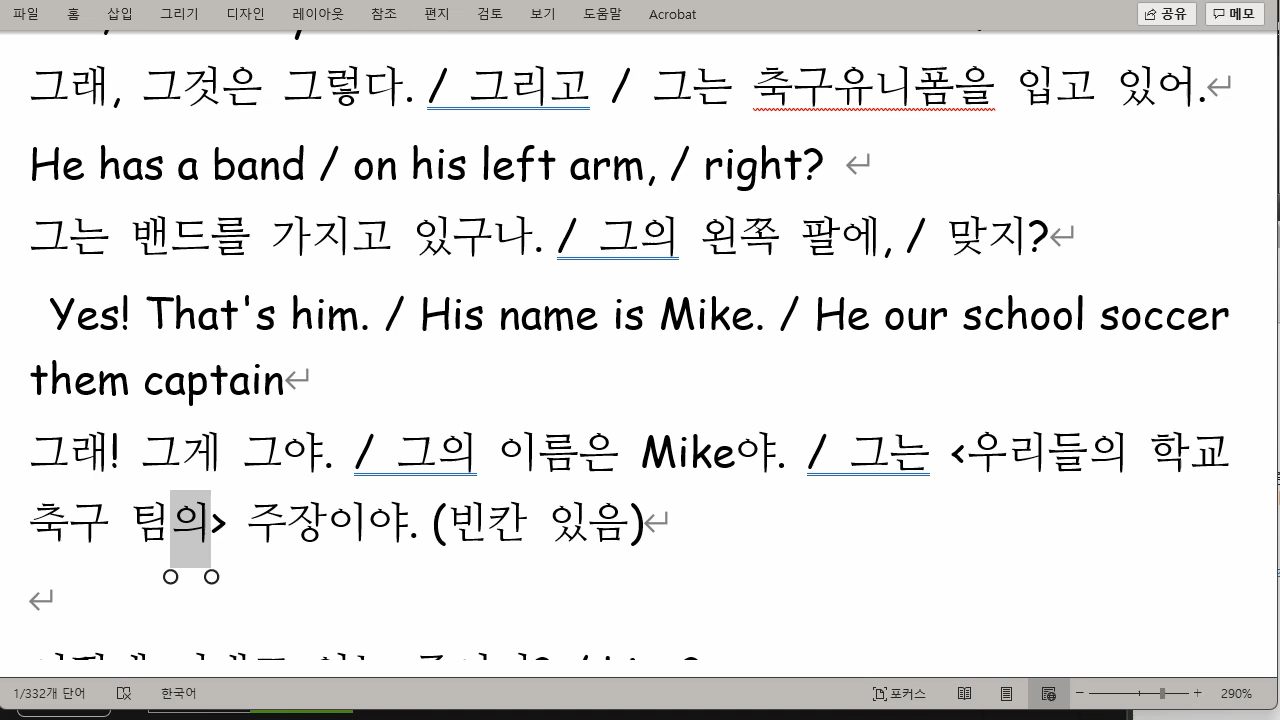 파일 홈 삽입 그리기 디자인 레이아웃 참조 편지 검토 보기 도움말 Acrobat 공유 메모
그래, 그것은 그렇다. / 그리고 / 그는 축구유니폼을 입고 있어.↵
He has a band / on his left arm, / right? ↵
그는 밴드를 가지고 있구나. / 그의 왼쪽 팔에, / 맞지?↵
Yes! That's him. / His name is Mike. / He our school soccer
them captain↵
그래! 그게 그야. / 그의 이름은 Mike야. / 그는 <우리들의 학교
축구 팀의> 주장이야. (빈칸 있음)↵
↵
1/332개 단어 한국어 포커스 290%